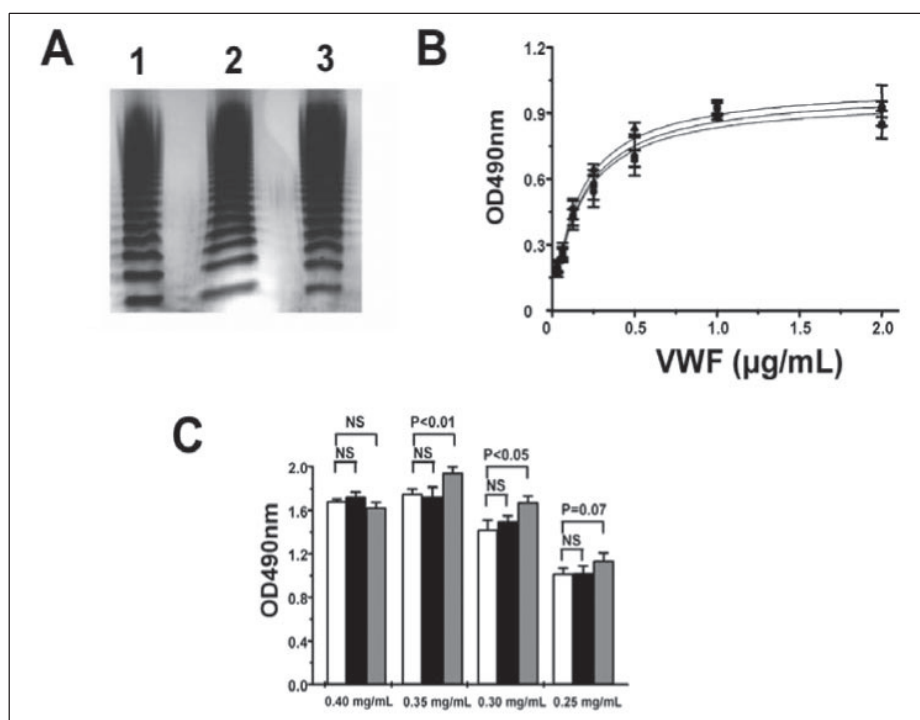 A
1 2 3
B
1.2
0.9
0.6
0.3
0
OD490nm
0 0.5 1.0 1.5 2.0
VWF (µg/mL)
C
NS
NS
P<0.01
NS
P<0.05
NS
P=0.07
NS
2.0
1.6
1.2
0.8
0.4
0.0
OD490nm
0.40 mg/mL 0.35 mg/mL 0.30 mg/mL 0.25 mg/mL